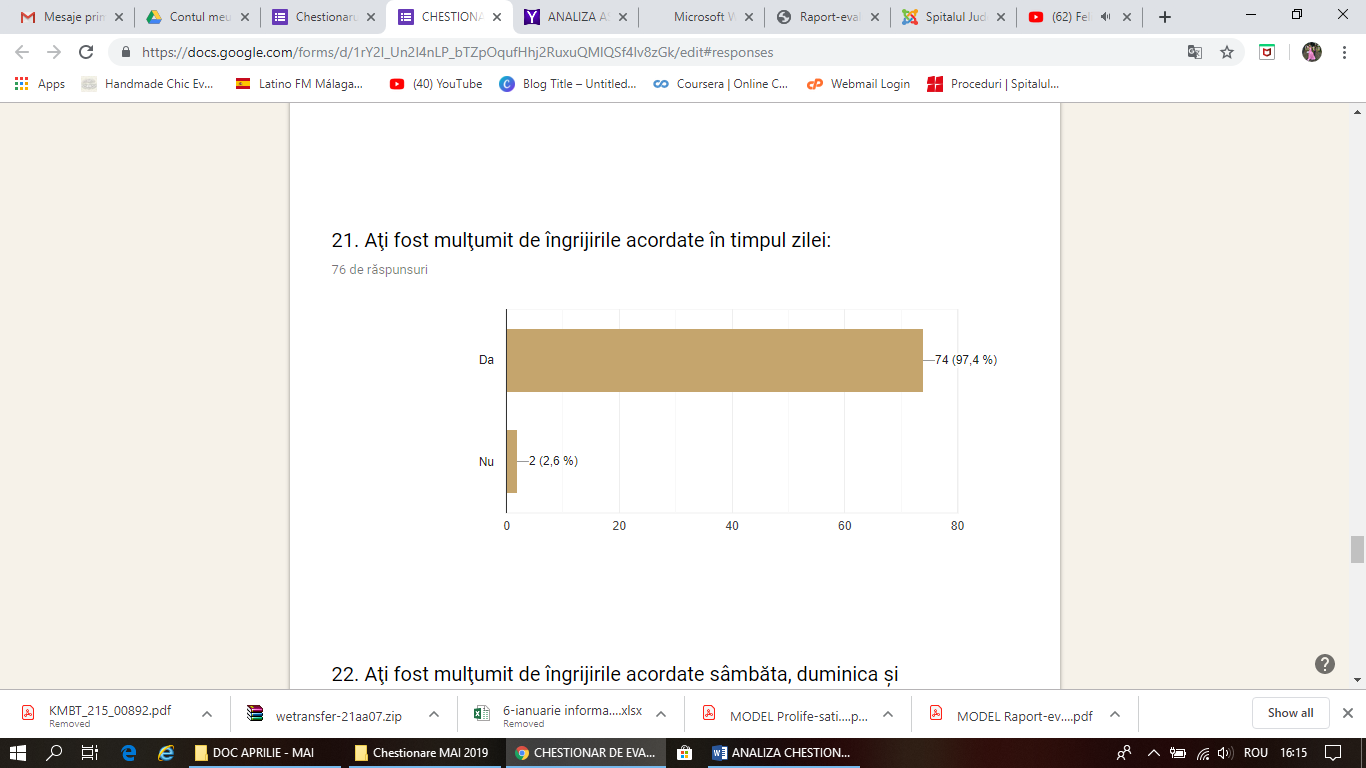 Mesaje prin
Contul meu
Chestionaru
CHESTIONA
ANALIZA AS
Microsoft W
Raport-eval
Spitalul Jud
(62) Fel
https://docs.google.com/forms/d/1rY2I_Un2I4nLP_bTZpOqufHhj2RuxuQMIQSf4Iv8zGk/edit#responses
Apps
Handmade Chic Ev...
Latino FM Málaga...
(40) YouTube
Blog Title – Untitled...
Coursera | Online C...
Webmail Login
Proceduri | Spitalul...
21. Aţi fost mulţumit de îngrijirile acordate în timpul zilei:
76 de răspunsuri
Da
74 (97,4 %)
Nu
2 (2,6 %)
0 20 40 60 80
22. Aţi fost mulţumit de îngrijirile acordate sâmbăta, duminica și
KMBT_215_00892.pdf
Removed
wetransfer-21aa07.zip
6-ianuarie informa....xlsx
Removed
MODEL Prolife-sati....p...
MODEL Raport-ev....pdf
Show all
DOC APRILIE - MAI
Chestionare MAI 2019
CHESTIONAR DE EVA...
ANALIZA CHESTION...
ROU
16:15